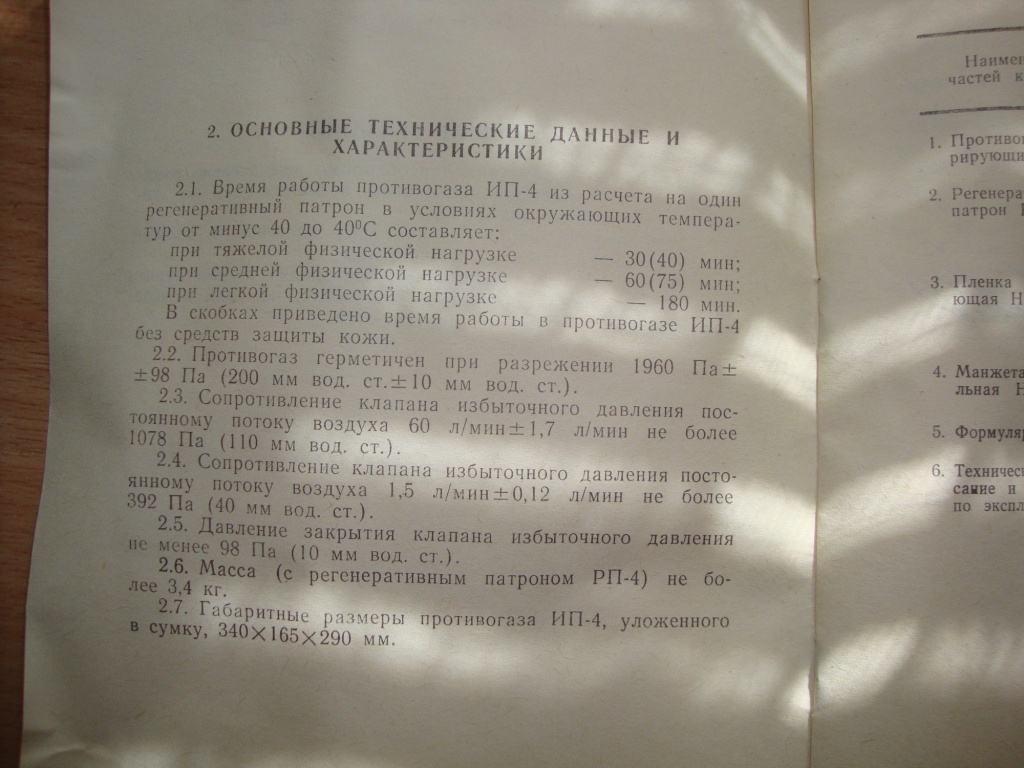 2. ОСНОВНЫЕ ТЕХНИЧЕСКИЕ ДАННЫЕ И
ХАРАКТЕРИСТИКИ
2.1. Время работы противогаза ИП-4 из расчета на один
регенеративный патрон в условиях окружающих темпера-
тур от минус 40 до 40°С составляет:
при тяжелой физической нагрузке — 30(40) мин;
при средней физической нагрузке — 60(75) мин;
при легкой физической нагрузке — 180 мин.
В скобках приведено время работы в противогазе ИП-4
без средств защиты кожи.
2.2. Противогаз герметичен при разрежении 1960 Па±
±98 Па (200 мм вод. ст.±10 мм вод. ст.).
2.3. Сопротивление клапана избыточного давления пос-
тоянному потоку воздуха 60 л/мин±1,7 л/мин не более
1078 Па (110 мм вод. ст.).
2.4. Сопротивление клапана избыточного давления посто-
янному потоку воздуха 1,5 л/мин±0,12 л/мин не более
392 Па (40 мм вод. ст.).
2.5. Давление закрытия клапана избыточного давления
не менее 98 Па (10 мм вод. ст.).
2.6. Масса (с регенеративным патроном РП-4) не бо-
лее 3,4 кг.
2.7. Габаритные размеры противогаза ИП-4, уложенного
в сумку, 340×165×290 мм.
Наимен
частей к
1. Противо
рирующи
2. Регенера
патрон
3. Пленка
ющая Н
4. Манжета
льная Н
5. Формуляр
6. Техническ
сание и
по экспл